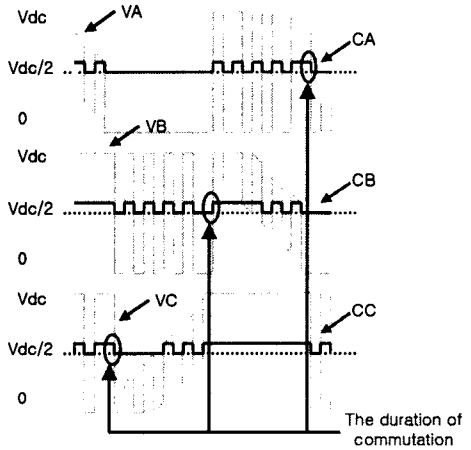 Vdc
VA
CA
Vdc/2
0
VB
Vdc
CB
Vdc/2
0
Vdc
VC
CC
Vdc/2
0
The duration of
commutation